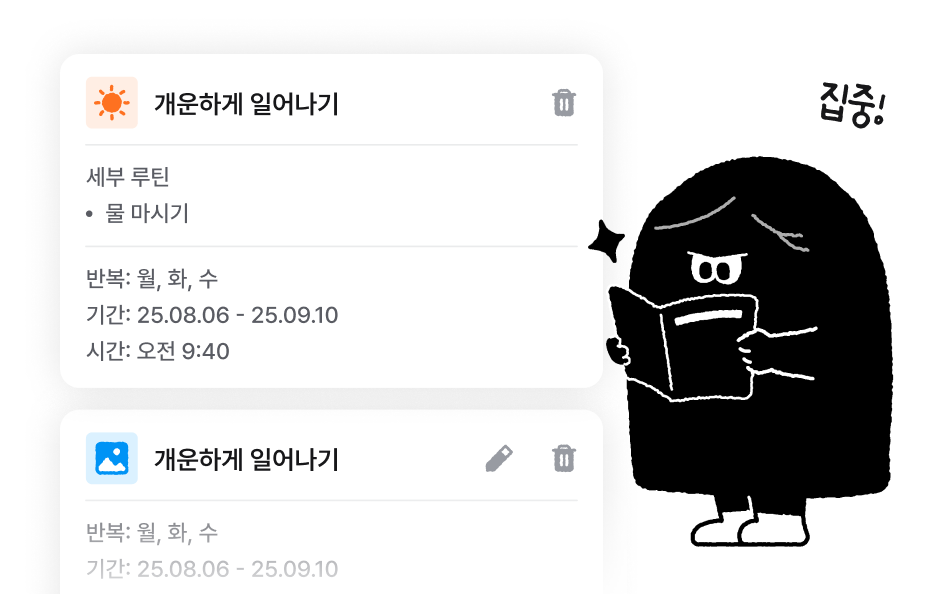 개운하게 일어나기
집중!
세부 루틴
• 물 마시기
반복: 월, 화, 수
기간: 25.08.06 - 25.09.10
시간: 오전 9:40
개운하게 일어나기
반복: 월, 화, 수
기간: 25.08.06 - 25.09.10